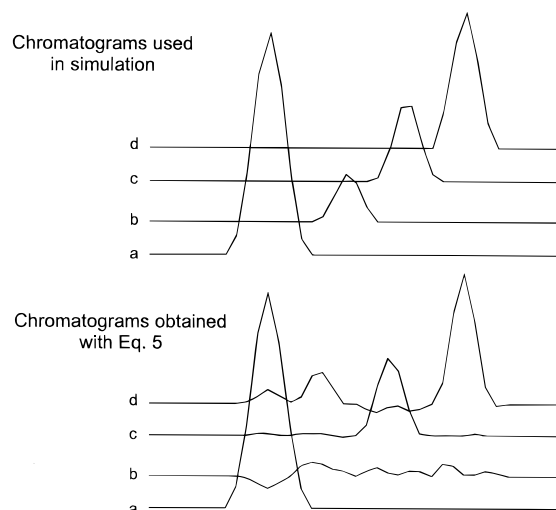 Chromatograms used
in simulation
d
c
b
a
Chromatograms obtained
with Eq. 5
d
c
b
a